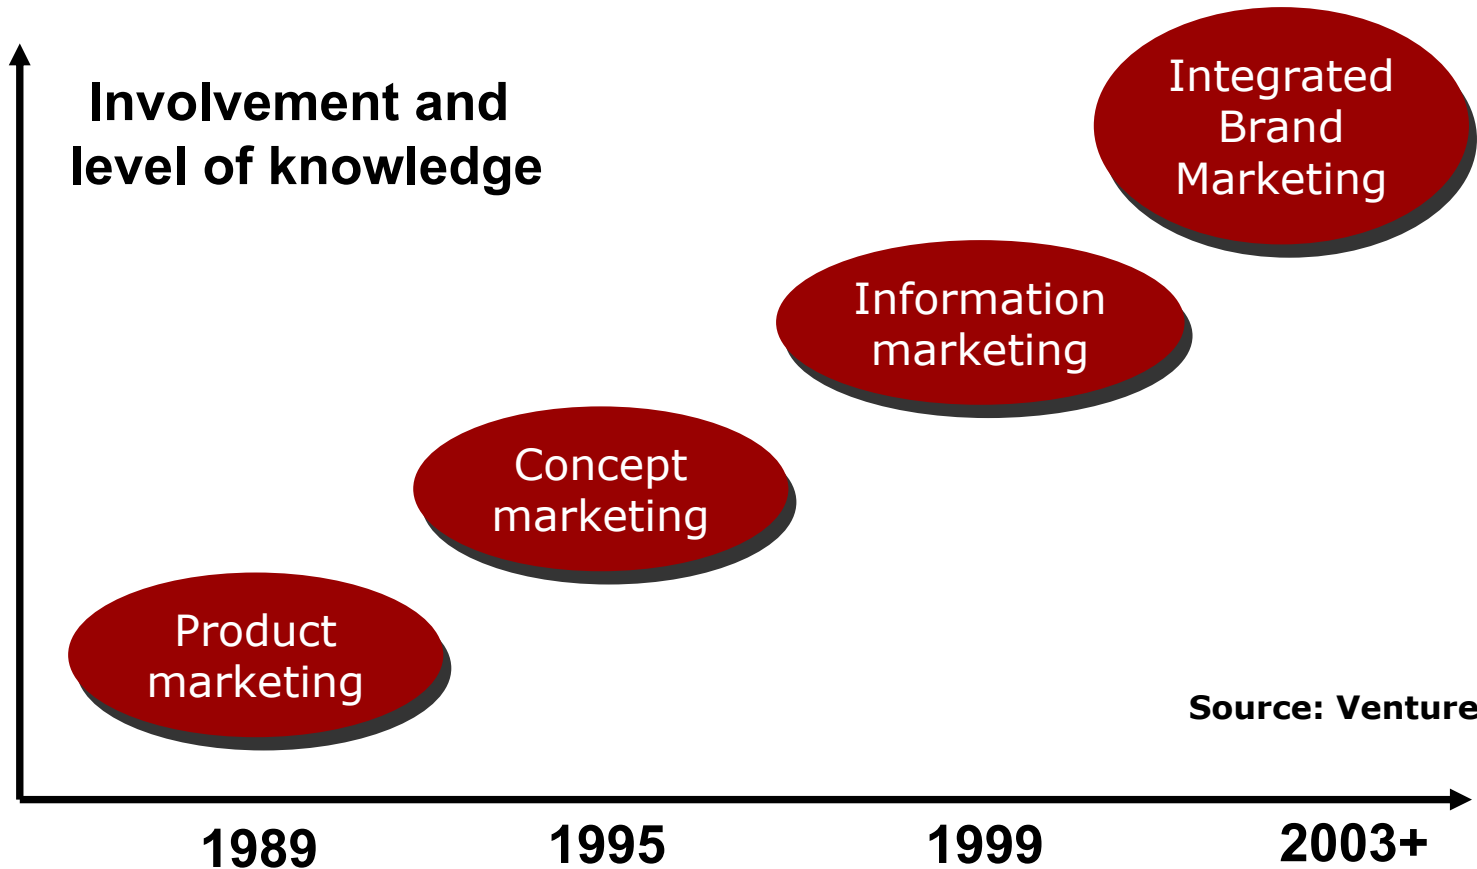 Involvement and
level of knowledge
Integrated
Brand
Marketing
Information
marketing
Concept
marketing
Product
marketing
Source: Venture
1989
1995
1999
2003+